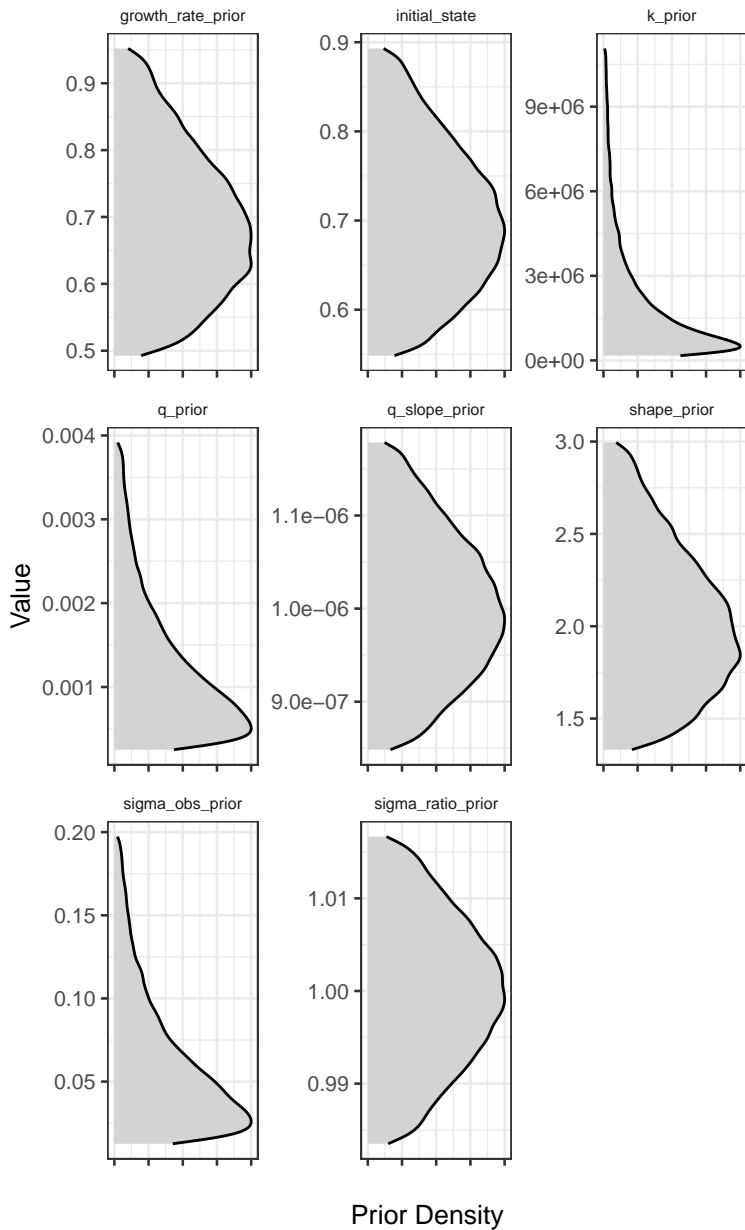 growth_rate_prior
initial_state
k_prior
0.9
0.8
0.7
0.6
0.5
0.9
0.8
0.7
0.6
9e+06
6e+06
3e+06
0e+00
q_prior
q_slope_prior
shape_prior
0.004
0.003
0.002
0.001
1.1e−06
1.0e−06
9.0e−07
3.0
2.5
2.0
1.5
sigma_obs_prior
sigma_ratio_prior
0.20
0.15
0.10
0.05
1.01
1.00
0.99
Value
Prior Density